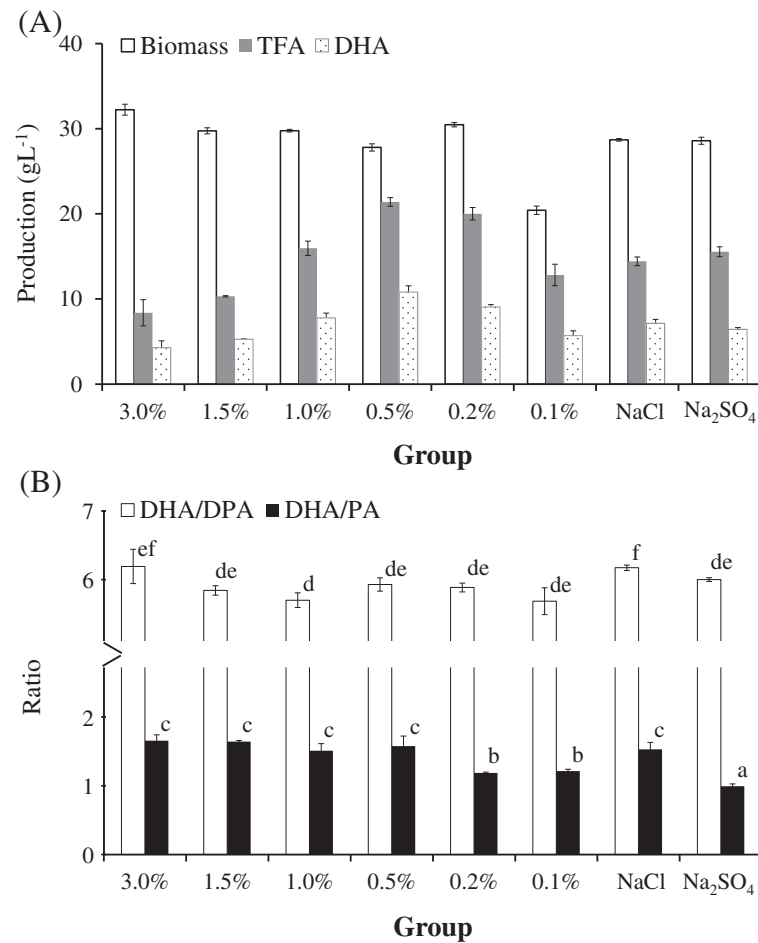 (A)
Biomass TFA DHA
Production (gL⁻¹)
40
30
20
10
0
3.0% 1.5% 1.0% 0.5% 0.2% 0.1% NaCl Na₂SO₄
Group
(B)
DHA/DPA DHA/PA
Ratio
7
6
2
1
0
ef de d de de de f de
c c c c b b c a
3.0% 1.5% 1.0% 0.5% 0.2% 0.1% NaCl Na₂SO₄
Group